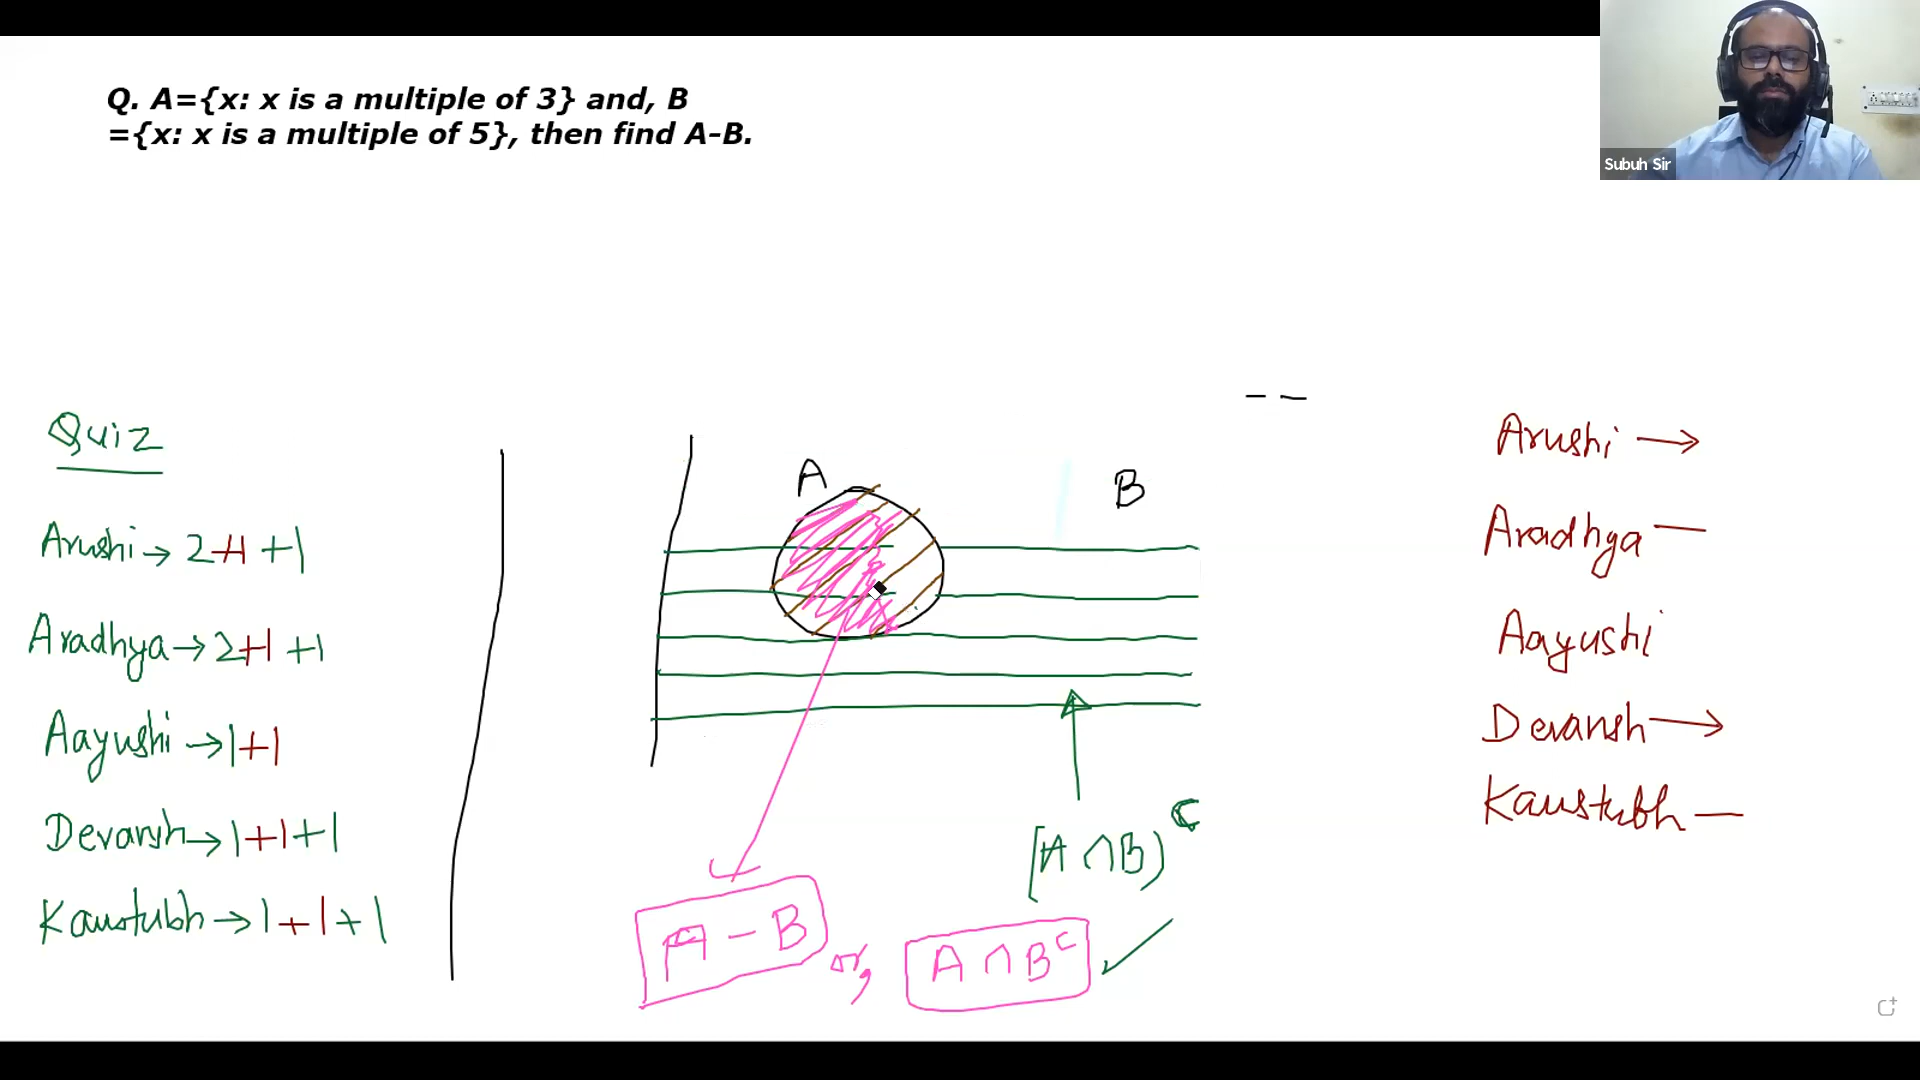 Q. A={x: x is a multiple of 3} and, B
={x: x is a multiple of 5}, then find A-B.
Subuh Sir
Quiz
Arushi → 2+1 +1
Aradhya → 2+1 +1
Aayushi → 1+1
Devansh → 1+1+1
Kaustubh → 1+1+1
A
B
[A ∩ B)ᶜ
A - B or, A ∩ Bᶜ ✓
Arushi →
Aradhya —
Aayushi
Devansh →
Kaustubh —